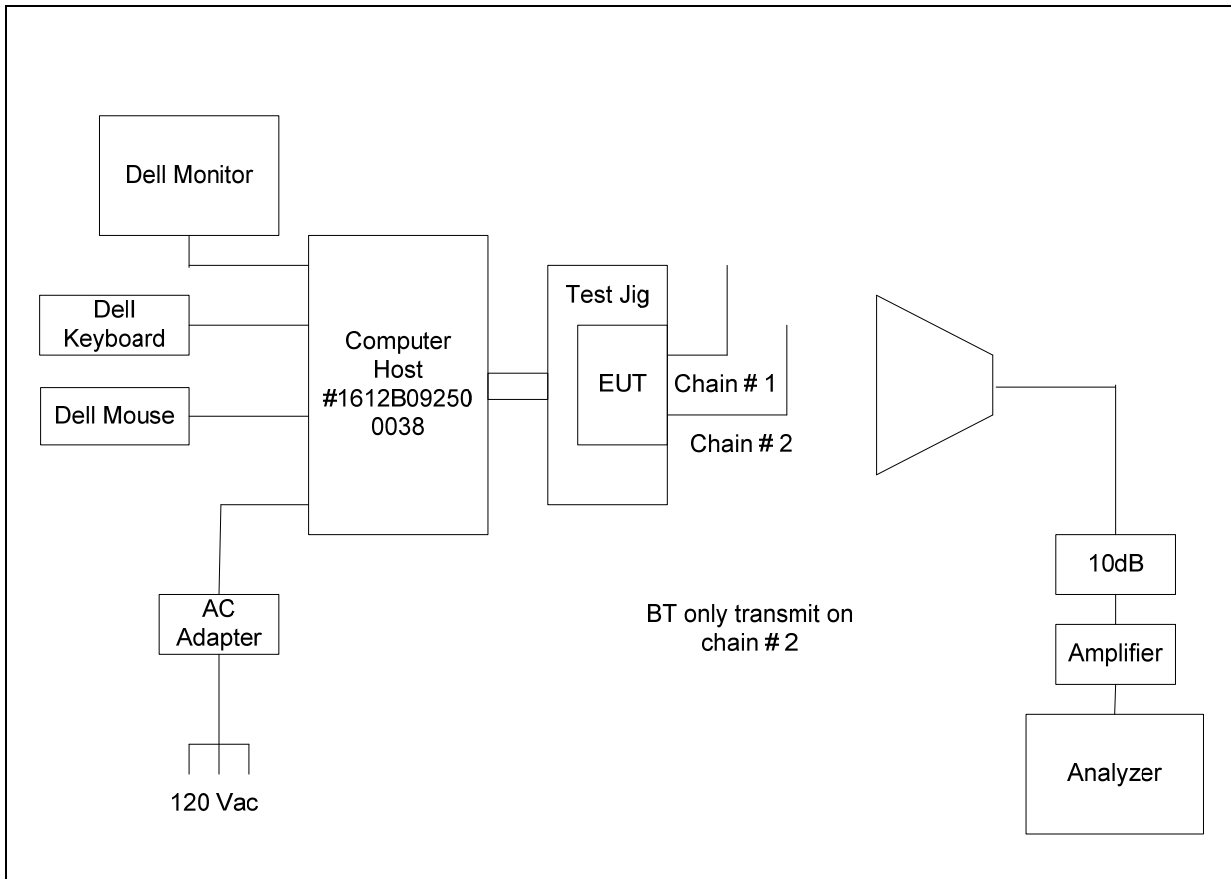 Dell Monitor
Dell
Keyboard
Dell Mouse
Computer
Host
#1612B09250
0038
Test Jig
EUT
Chain # 1
Chain # 2
10dB
Amplifier
Analyzer
AC
Adapter
120 Vac
BT only transmit on
chain # 2